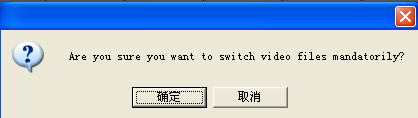 Are you sure you want to switch video files mandatorily?
确定
取消